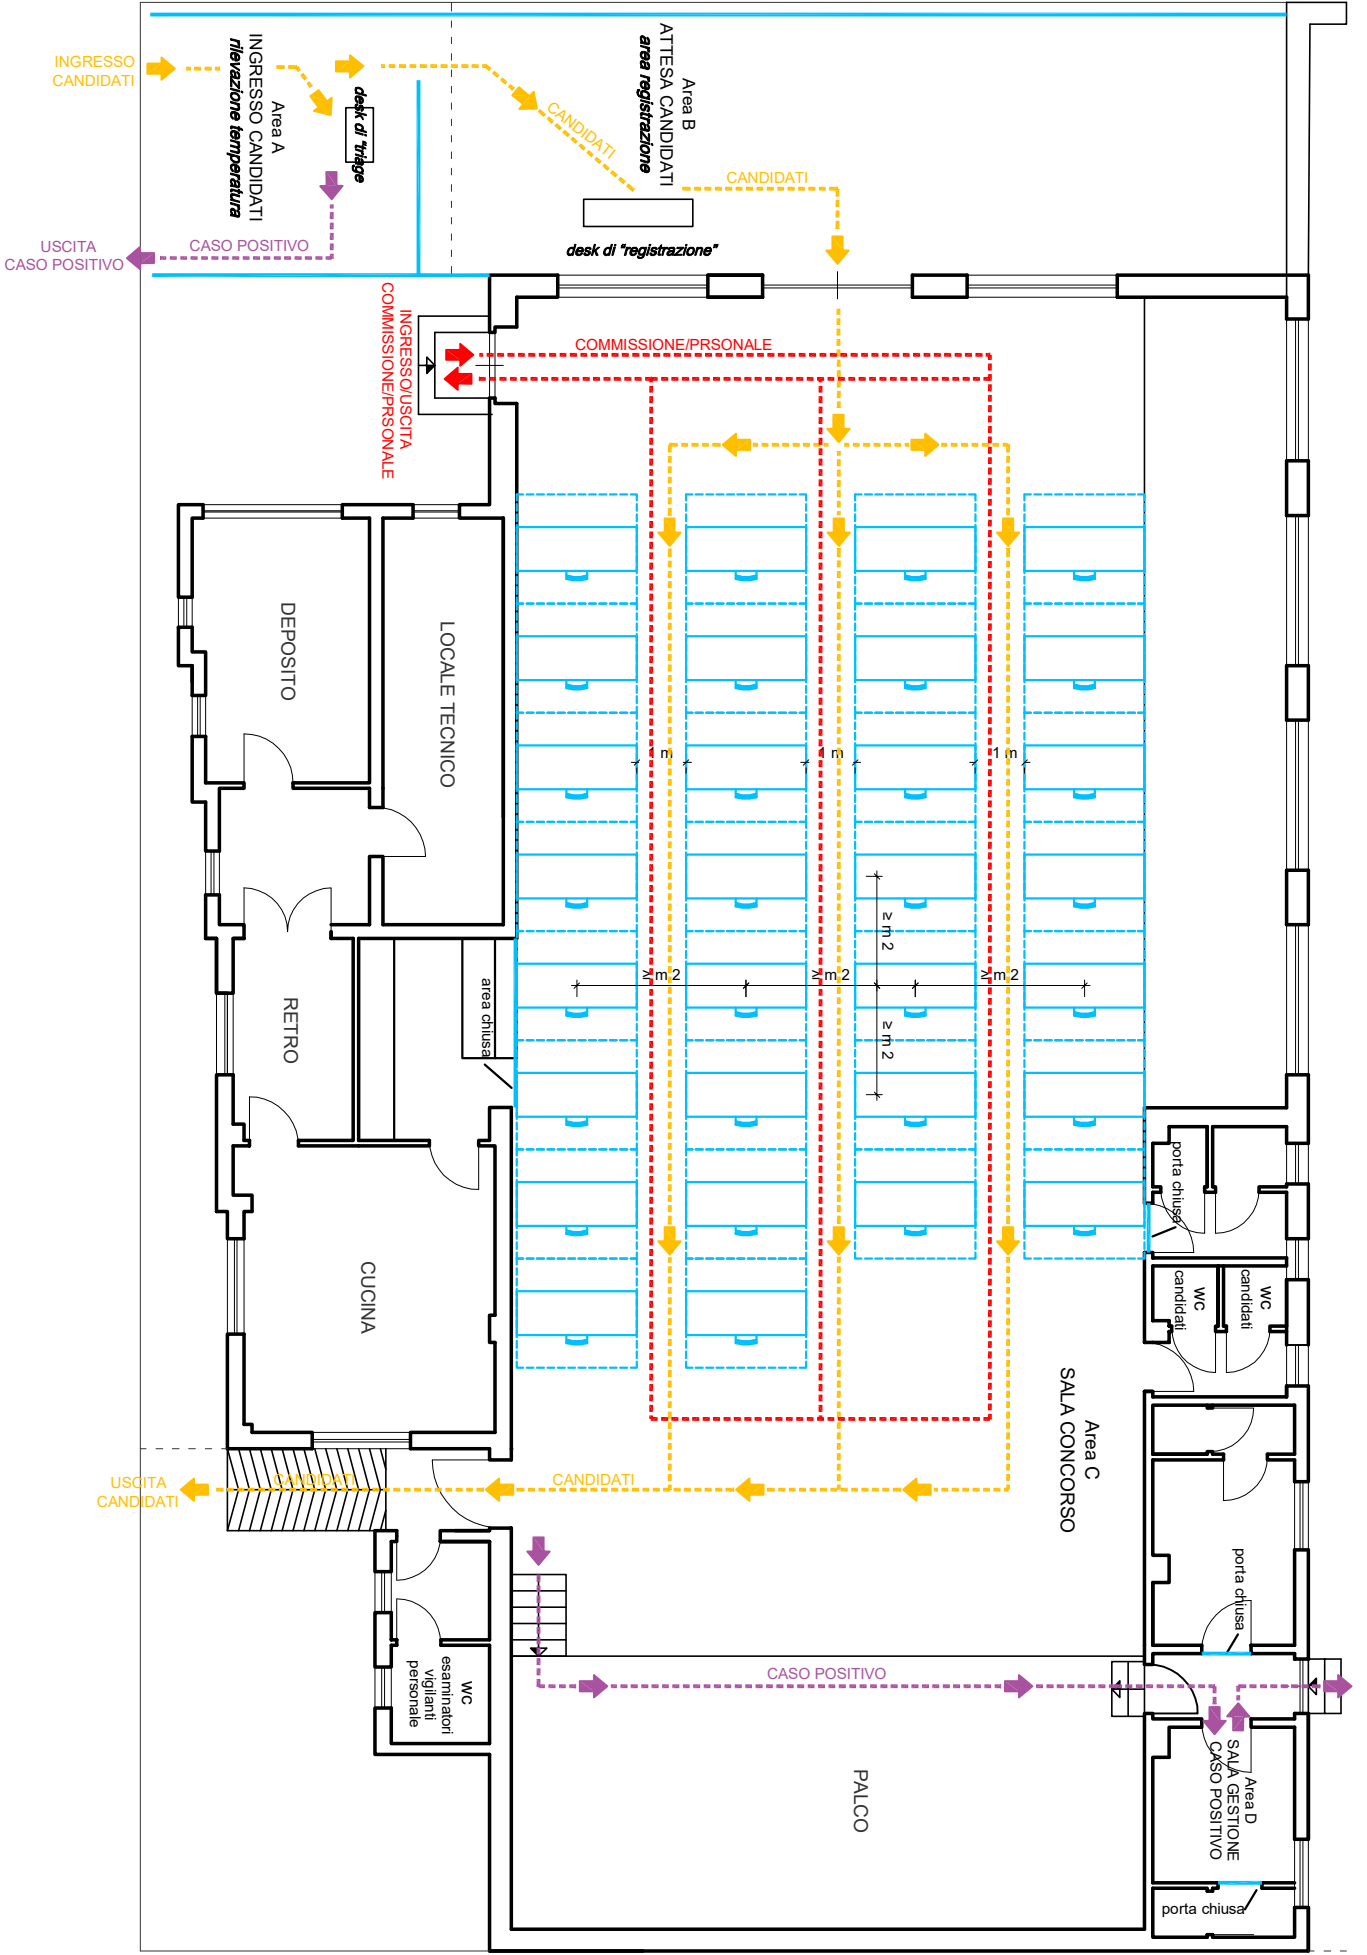 INGRESSO
CANDIDATI
Area A
INGRESSO CANDIDATI
rilevazione temperatura
desk di "triage
CANDIDATI
Area B
ATTESA CANDIDATI
area registrazione
CANDIDATI
desk di "registrazione"
USCITA
CASO POSITIVO
CASO POSITIVO
INGRESSO/USCITA
COMMISSIONE/PRSONALE
COMMISSIONE/PRSONALE
DEPOSITO
LOCALE TECNICO
1 m
1 m
1 m
≥ m 2
≥ m 2
≥ m 2
≥ m 2
≥ m 2
area chiusa
RETRO
porta chiusa
CUCINA
WC
candidati
WC
candidati
Area C
SALA CONCORSO
USCITA
CANDIDATI
CANDIDATI
CANDIDATI
porta chiusa
WC
esaminatori
vigilanti
personale
CASO POSITIVO
PALCO
Area D
SALA GESTIONE
CASO POSITIVO
porta chiusa